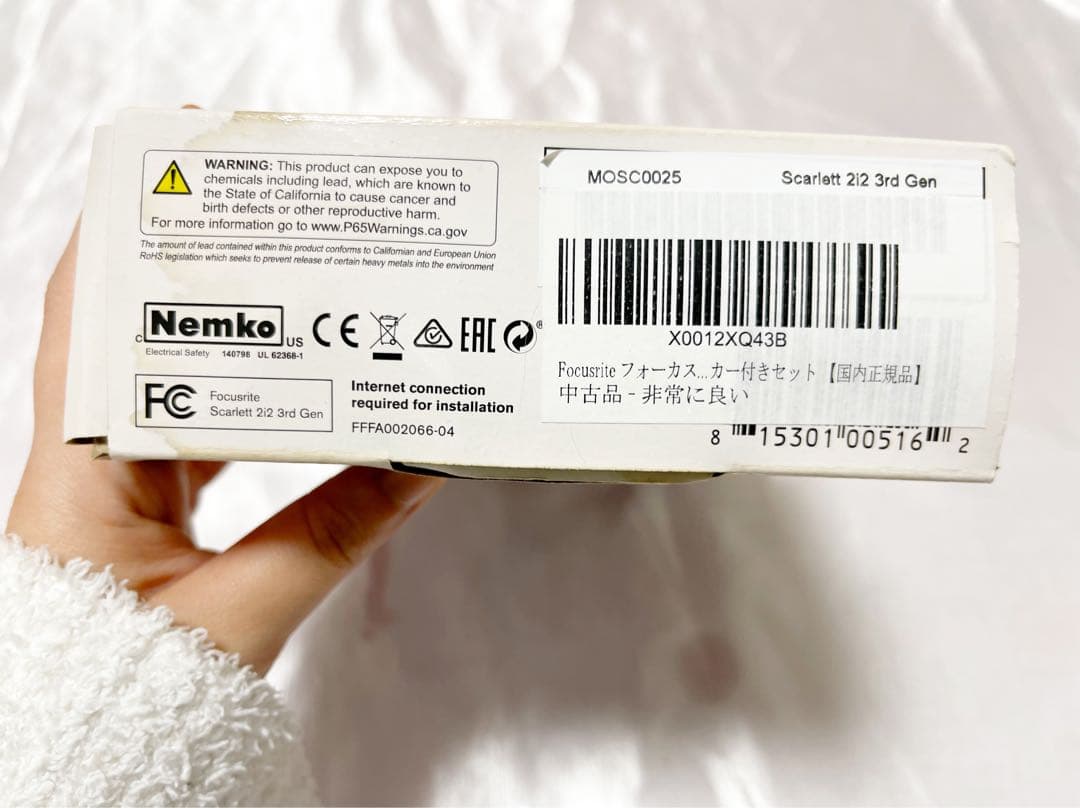 WARNING: This product can expose you to
chemicals including lead, which are known to
the State of California to cause cancer and
birth defects or other reproductive harm.
For more information go to www.P65Warnings.ca.gov
The amount of lead contained within this product conforms to Californian and European Union
RoHS legislation which seeks to prevent release of certain heavy metals into the environment
c Nemko US CE EAC
Electrical Safety 140798 UL 62368-1
FC Focusrite
Scarlett 2i2 3rd Gen
Internet connection
required for installation
FFFA002066-04
MOSC0025 Scarlett 2i2 3rd Gen
X0012XQ43B
Focusrite フォーカス...カー付きセット【国内正規品】
中古品 - 非常に良い
8 15301 00516 2